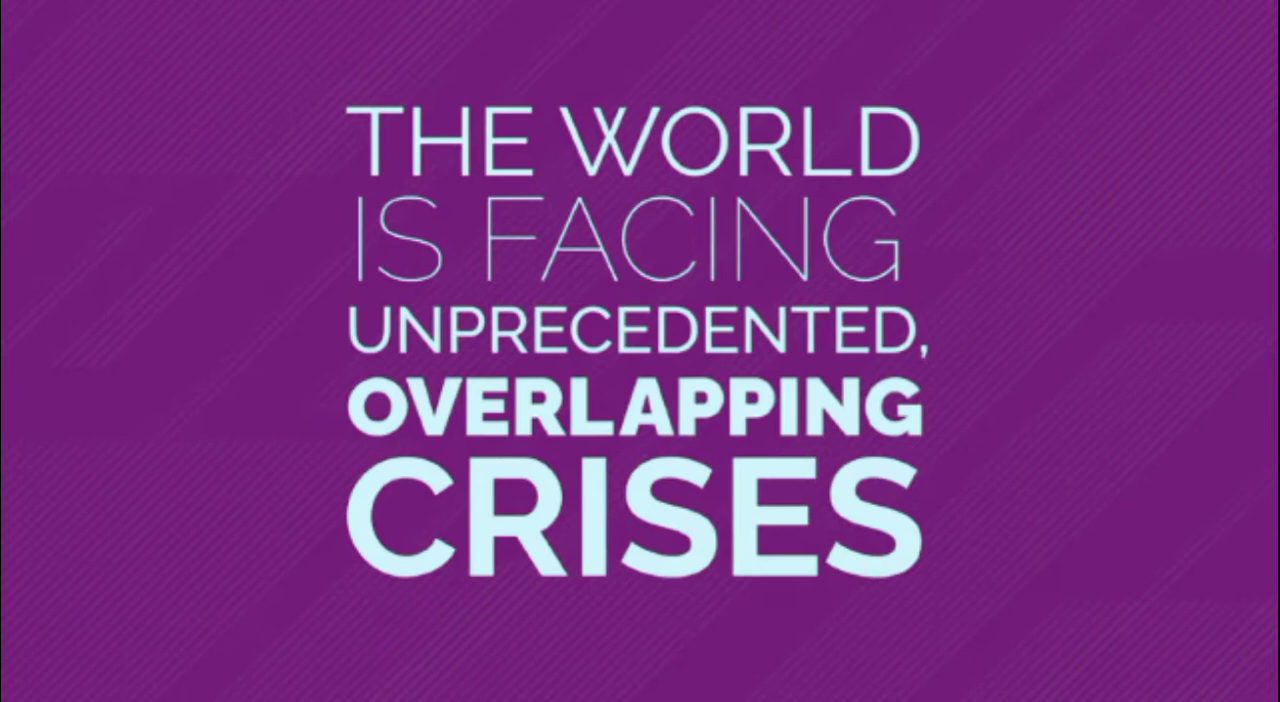 THE WORLD
IS FACING
UNPRECEDENTED,
OVERLAPPING
CRISES